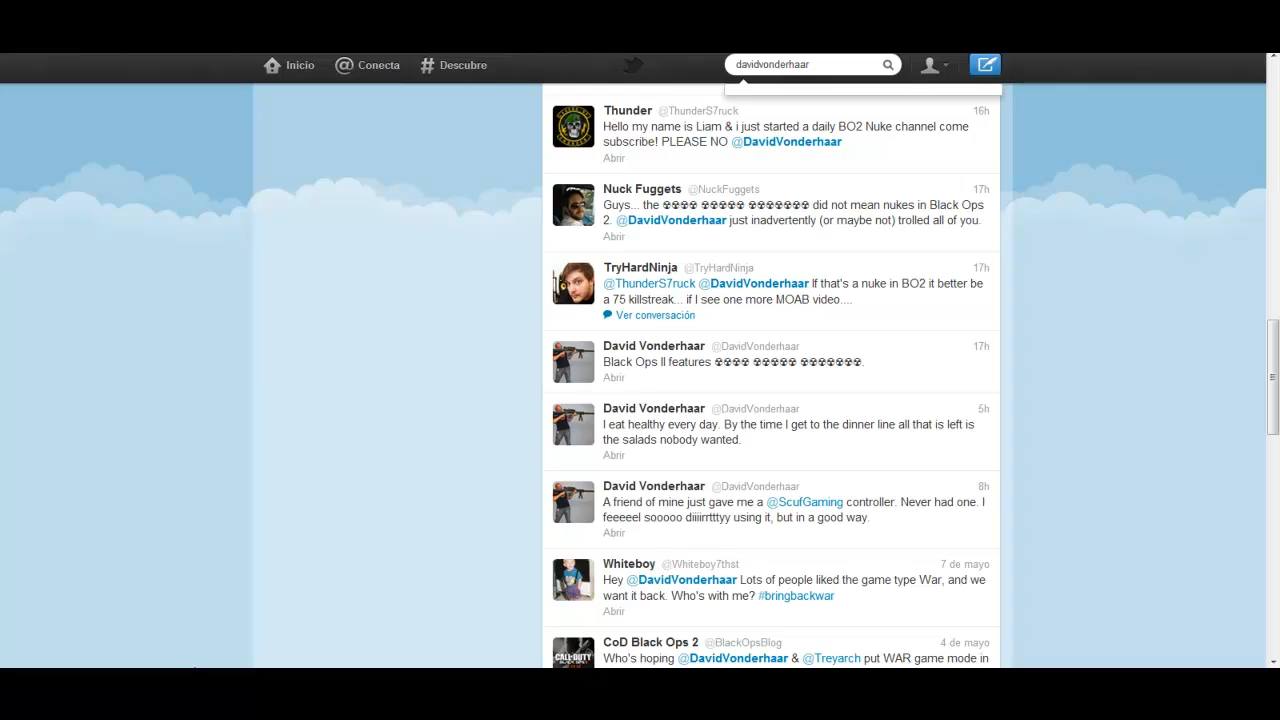 Inicio Conecta Descubre davidvonderhaar
Thunder @ThunderS7ruck 16h
Hello my name is Liam & i just started a daily BO2 Nuke channel come
subscribe! PLEASE NO @DavidVonderhaar
Abrir
Nuck Fuggets @NuckFuggets 17h
Guys... the ☢☢☢☢ ☢☢☢☢☢ ☢☢☢☢☢☢☢ did not mean nukes in Black Ops
2. @DavidVonderhaar just inadvertently (or maybe not) trolled all of you.
Abrir
TryHardNinja @TryHardNinja 17h
@ThunderS7ruck @DavidVonderhaar If that's a nuke in BO2 it better be
a 75 killstreak... if I see one more MOAB video....
Ver conversación
David Vonderhaar @DavidVonderhaar 17h
Black Ops II features ☢☢☢☢ ☢☢☢☢☢ ☢☢☢☢☢☢☢.
Abrir
David Vonderhaar @DavidVonderhaar 5h
I eat healthy every day. By the time I get to the dinner line all that is left is
the salads nobody wanted.
Abrir
David Vonderhaar @DavidVonderhaar 8h
A friend of mine just gave me a @ScufGaming controller. Never had one. I
feeeeel sooooo diiiirrtttyy using it, but in a good way.
Abrir
Whiteboy @Whiteboy7thst 7 de mayo
Hey @DavidVonderhaar Lots of people liked the game type War, and we
want it back. Who's with me? #bringbackwar
Abrir
CoD Black Ops 2 @BlackOpsBlog 4 de mayo
CALL·DUTY
Who's hoping @DavidVonderhaar & @Treyarch put WAR game mode in